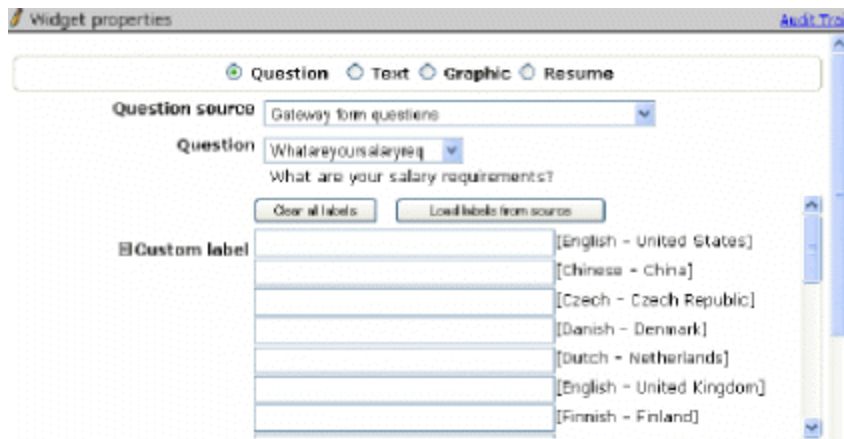 Widget properties Audit Tra
Question Text Graphic Resume
Question source Gateway form questions
Question Whatareyoursalaryreq
What are your salary requirements?
Clear all labels Load labels from source
Custom label [English - United States]
[Chinese - China]
[Czech - Czech Republic]
[Danish - Denmark]
[Dutch - Netherlands]
[English - United Kingdom]
[Finnish - Finland]